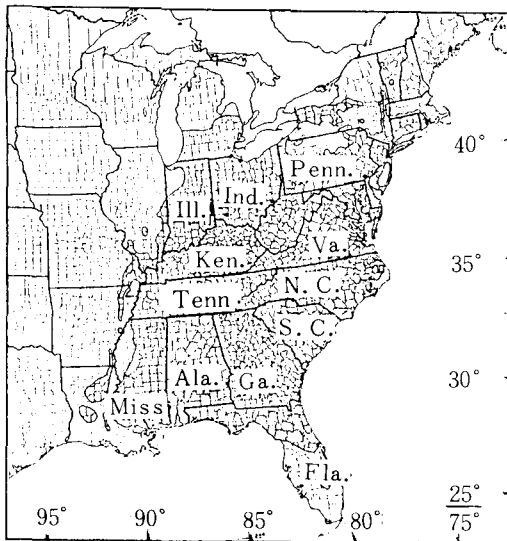 40°
Penn.
Ill. Ind.
Va.
35°
Ken.
N. C.
Tenn.
S. C.
30°
Ala. Ga.
Miss
Fla.
25°
95° 90° 85° 80° 75°